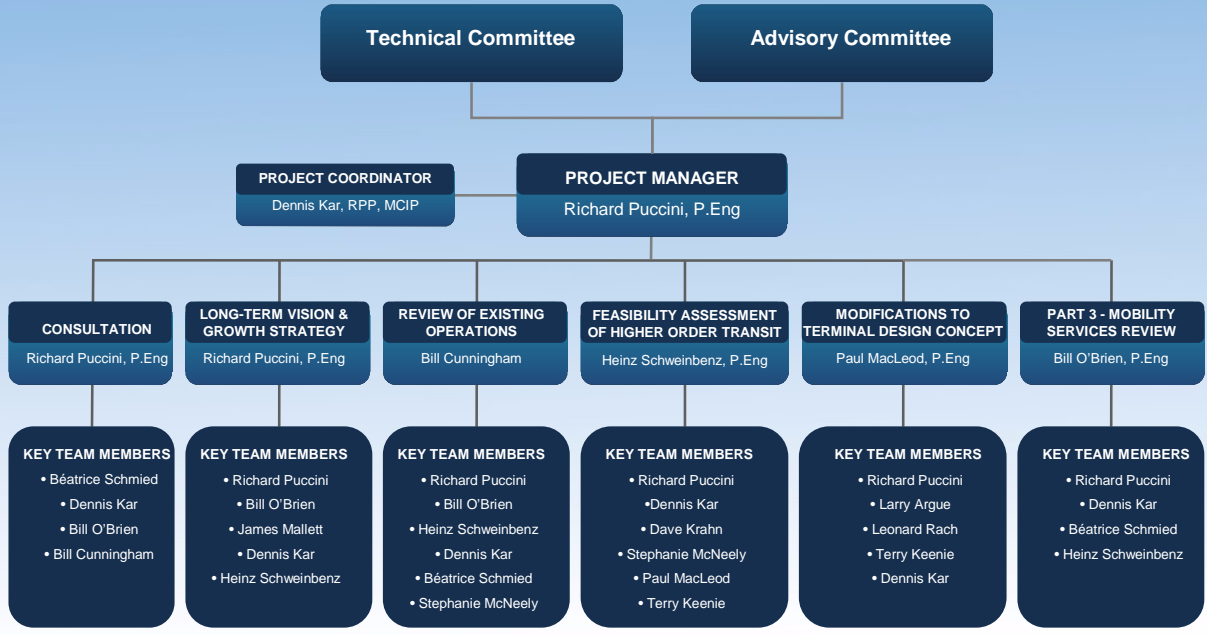 Technical Committee
Advisory Committee
PROJECT COORDINATOR
Dennis Kar, RPP, MCIP
PROJECT MANAGER
Richard Puccini, P.Eng
CONSULTATION
Richard Puccini, P.Eng
LONG-TERM VISION &
GROWTH STRATEGY
Richard Puccini, P.Eng
REVIEW OF EXISTING
OPERATIONS
Bill Cunningham
FEASIBILITY ASSESSMENT
OF HIGHER ORDER TRANSIT
Heinz Schweinbenz, P.Eng
MODIFICATIONS TO
TERMINAL DESIGN CONCEPT
Paul MacLeod, P.Eng
PART 3 - MOBILITY
SERVICES REVIEW
Bill O’Brien, P.Eng
KEY TEAM MEMBERS
• Béatrice Schmied
• Dennis Kar
• Bill O’Brien
• Bill Cunningham
KEY TEAM MEMBERS
• Richard Puccini
• Bill O’Brien
• James Mallett
• Dennis Kar
• Heinz Schweinbenz
KEY TEAM MEMBERS
• Richard Puccini
• Bill O’Brien
• Heinz Schweinbenz
• Dennis Kar
• Béatrice Schmied
• Stephanie McNeely
KEY TEAM MEMBERS
• Richard Puccini
•Dennis Kar
• Dave Krahn
• Stephanie McNeely
• Paul MacLeod
• Terry Keenie
KEY TEAM MEMBERS
• Richard Puccini
• Larry Argue
• Leonard Rach
• Terry Keenie
• Dennis Kar
KEY TEAM MEMBERS
• Richard Puccini
• Dennis Kar
• Béatrice Schmied
• Heinz Schweinbenz